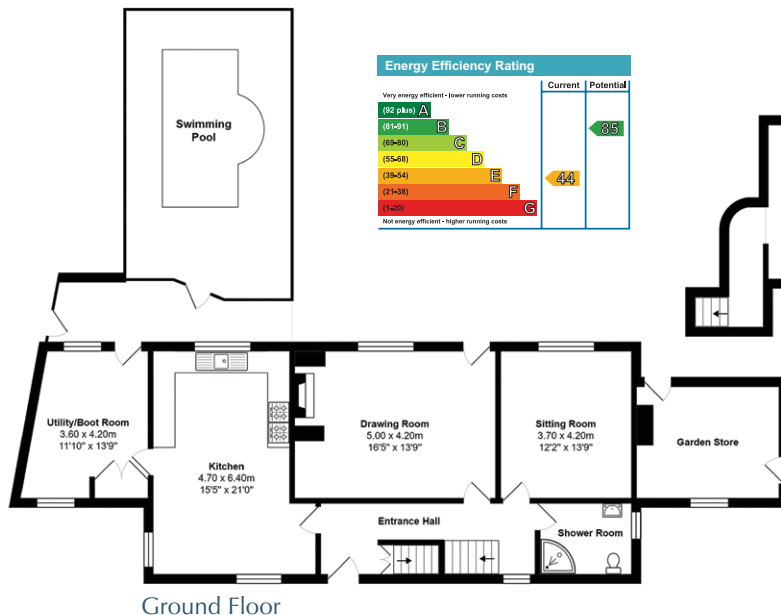 Swimming
Pool
Energy Efficiency Rating
Current Potential
Very energy efficient - lower running costs
(92 plus) A
(81-91) B
85
(69-80) C
(55-68) D
(39-54) E
44
(21-38) F
(1-20) G
Not energy efficient - higher running costs
Utility/Boot Room
3.60 x 4.20m
11'10" x 13'9"
Kitchen
4.70 x 6.40m
15'5" x 21'0"
Drawing Room
5.00 x 4.20m
16'5" x 13'9"
Sitting Room
3.70 x 4.20m
12'2" x 13'9"
Garden Store
Entrance Hall
Shower Room
Ground Floor